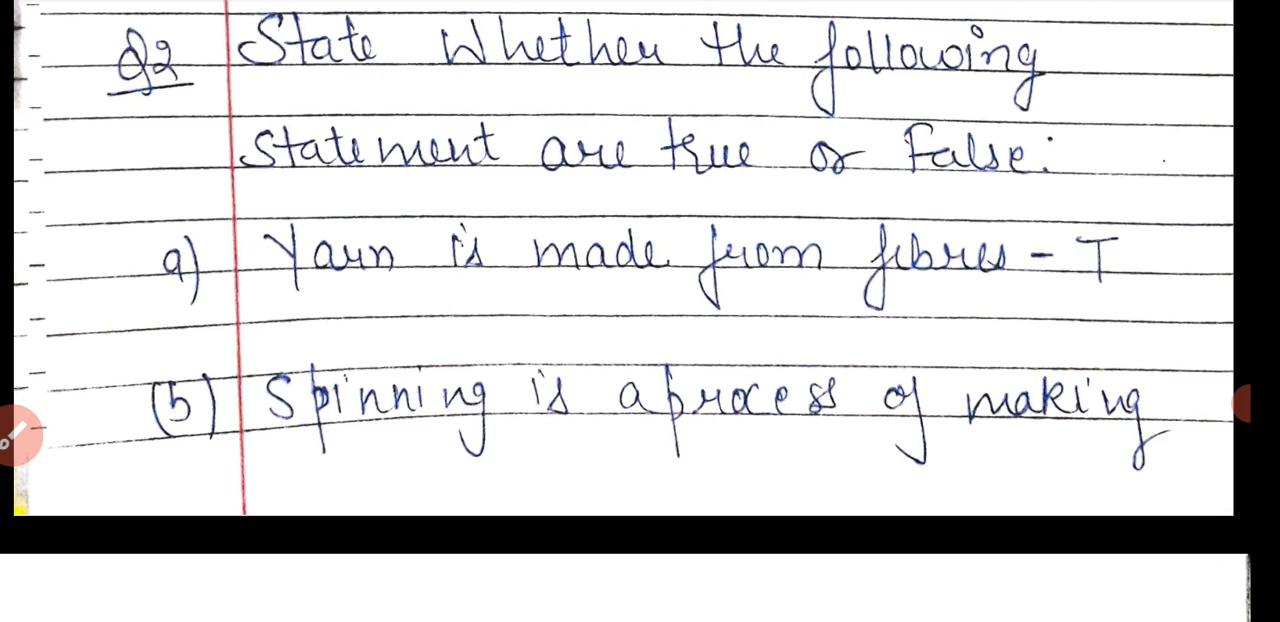 Q2 State Whether the following
statement are true or False:
a) Yarn is made from fibres - T
(b) Spinning is a process of making